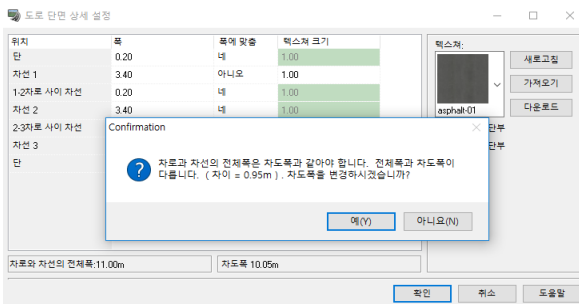 도로 단면 상세 설정
위치 폭 폭에 맞춤 텍스쳐 크기
단 0.20 네 1.00
차선 1 3.40 아니오 1.00
1-2차로 사이 차선 0.20 네 1.00
차선 2 3.40 네 1.00
2-3차로 사이 차선
차선 3
단
텍스쳐:
asphalt-01
새로고침
가져오기
다운로드
단부
단부
Confirmation
차로과 차선의 전체폭은 차도폭과 같아야 합니다. 전체폭과 차도폭이
다릅니다. ( 차이 = 0.95m ) . 차도폭을 변경하시겠습니까?
예(Y) 아니요(N)
차로와 차선의 전체폭:11.00m 차도폭 10.05m
확인 취소 도움말